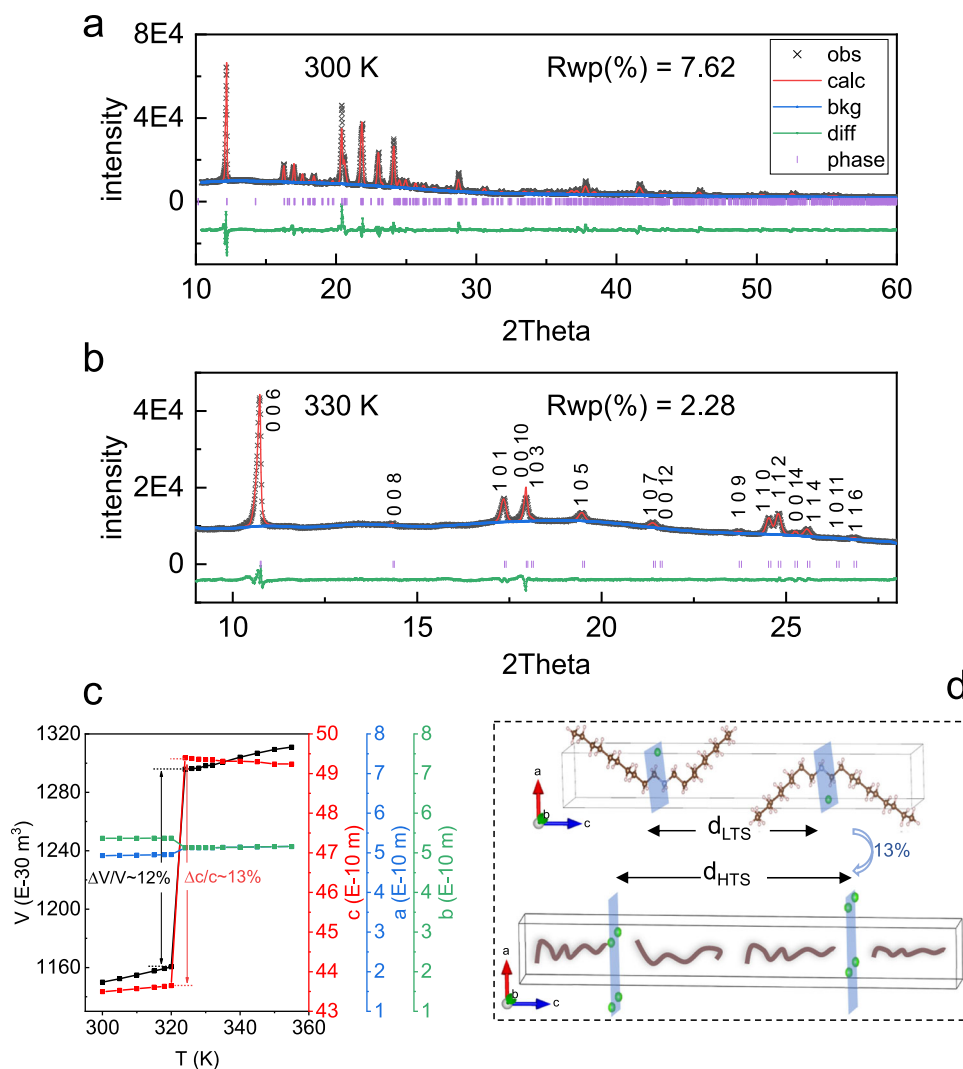 a
8E4
4E4
0
intensity
300 K
Rwp(%) = 7.62
obs
calc
bkg
diff
phase
10 20 30 40 50 60
2Theta
b
4E4
2E4
0
intensity
330 K
Rwp(%) = 2.28
0 0 6
0 0 8
1 0 1
0 0 10
1 0 3
1 0 5
1 0 7
0 0 12
1 0 9
1 1 0
1 1 2
0 0 14
1 1 4
1 0 11
1 1 6
10 15 20 25
2Theta
c
1320
1280
1240
1200
1160
V (E-30 m³)
ΔV/V~12%
Δc/c~13%
300 320 340 360
T (K)
50
49
48
47
46
45
44
43
c (E-10 m)
8
7
6
5
4
3
2
1
a (E-10 m)
8
7
6
5
4
3
2
1
b (E-10 m)
d
a
b
c
dLTS
13%
dHTS
a
b
c